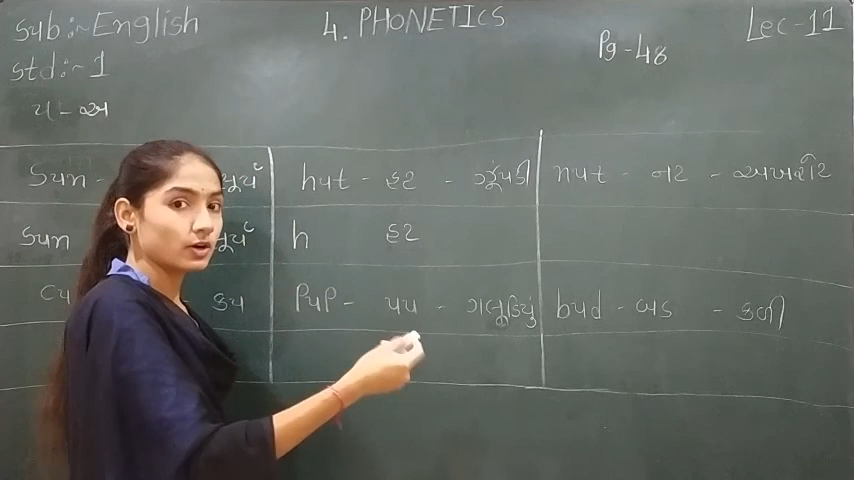 Sub:~ English
4. PHONETICS
Pg - 48
Lec-11
Std:~ 1
Sun - સૂર્ય
hut - હટ - ઝુંપડી
nut - નટ - અખરોટ
Sun સૂર્ય
h હટ
cu કપ
pup - પપ - ગલુડિયું
bud - બડ - કળી